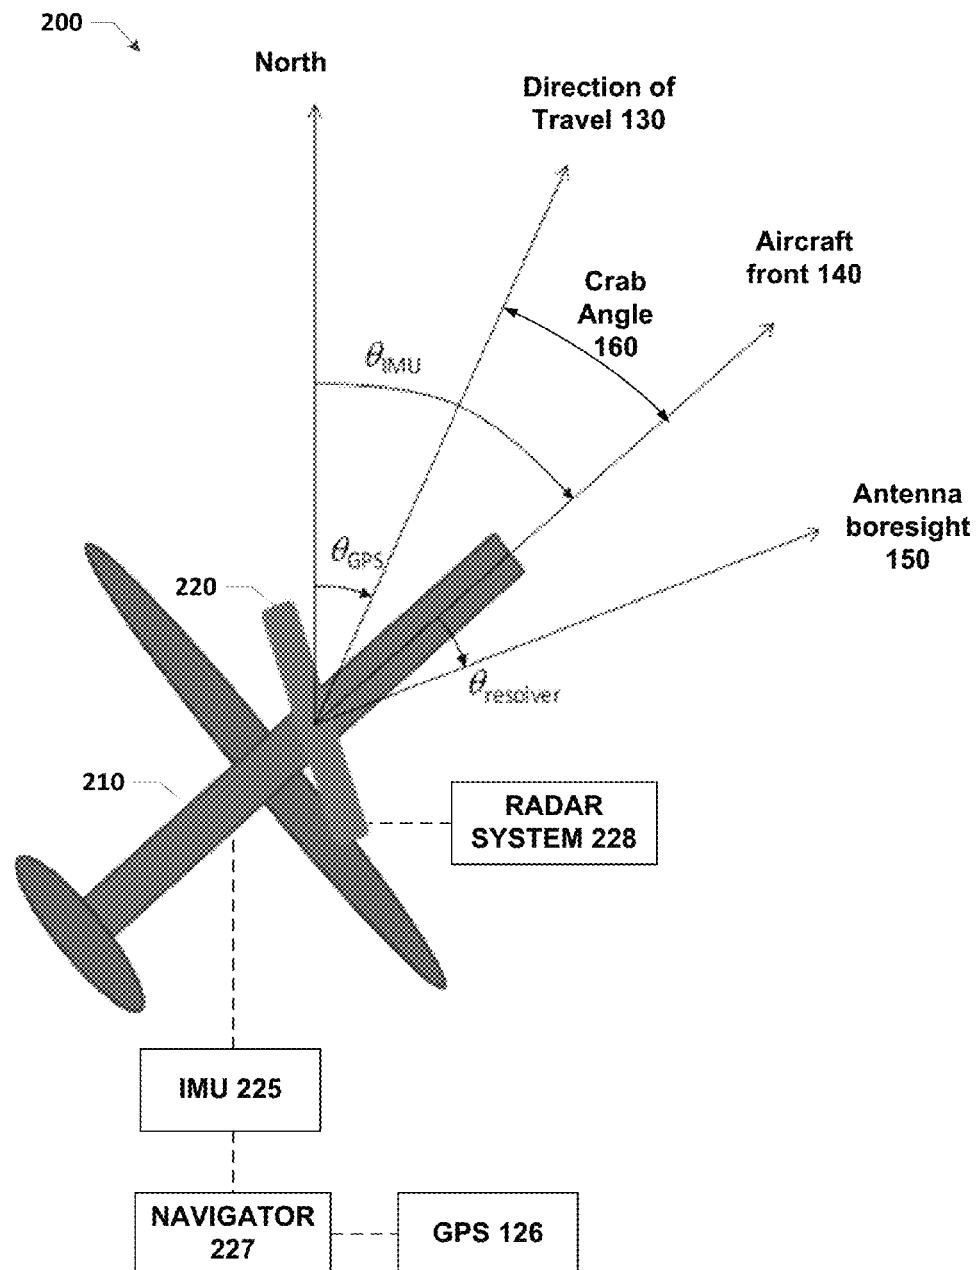 200
North
Direction of
Travel 130
Aircraft
front 140
Crab
Angle
160
θIMU
Antenna
boresight
150
θGPS
220
θresolver
210
RADAR
SYSTEM 228
IMU 225
NAVIGATOR
227
GPS 126